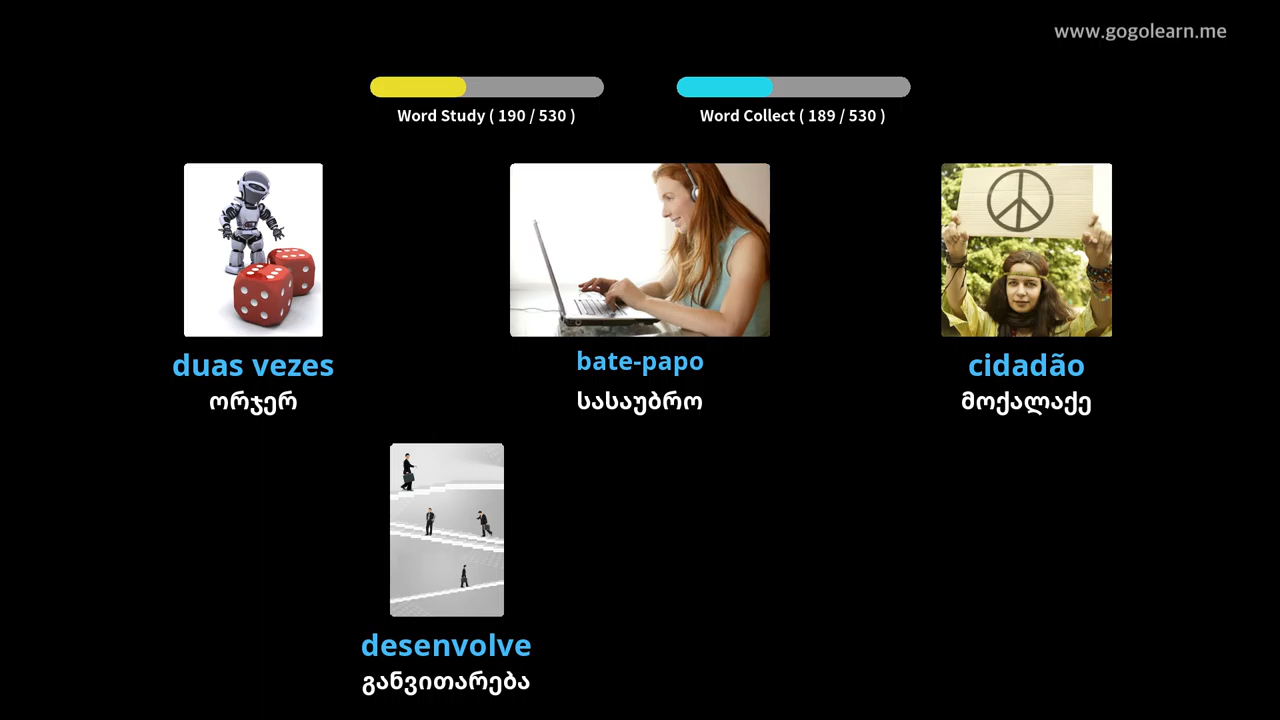 www.gogolearn.me
Word Study ( 190 / 530 )
Word Collect ( 189 / 530 )
duas vezes
ორჯერ
bate-papo
სასაუბრო
cidadão
მოქალაქე
desenvolve
განვითარება